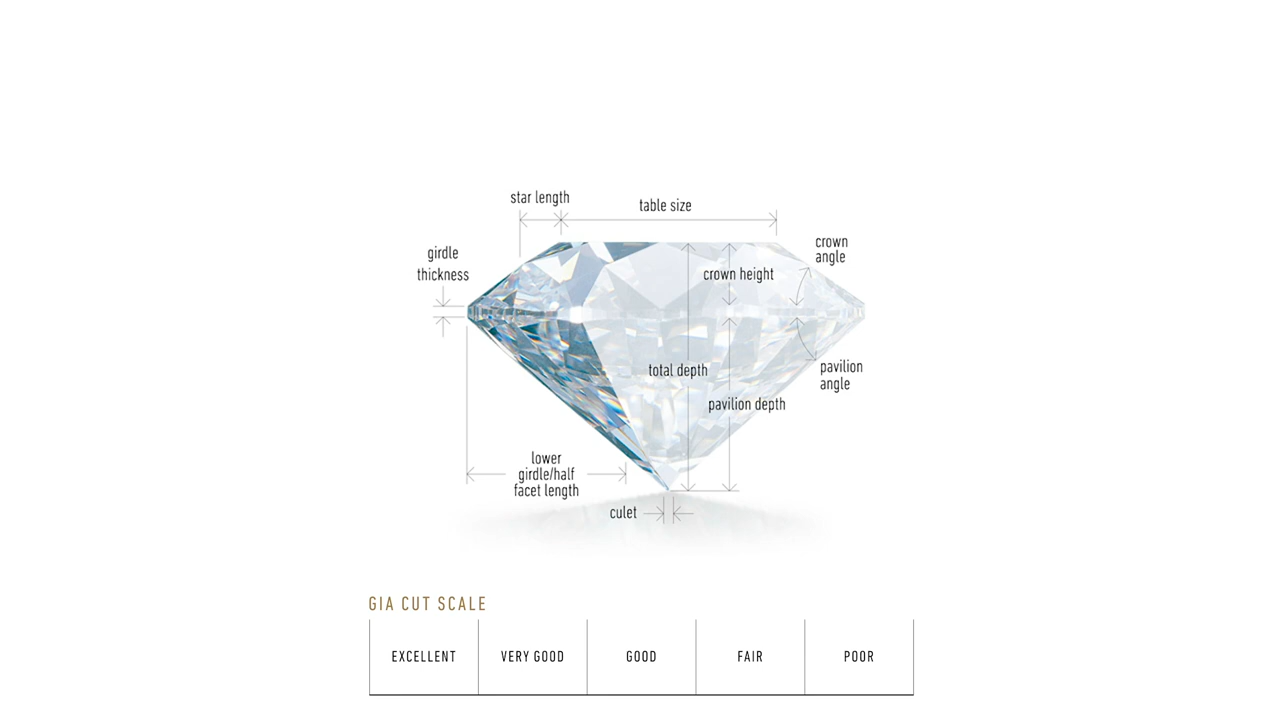 star length
table size
girdle
thickness
crown
angle
crown height
total depth
pavilion
angle
pavilion depth
lower
girdle/half
facet length
culet
GIA CUT SCALE
EXCELLENT
VERY GOOD
GOOD
FAIR
POOR